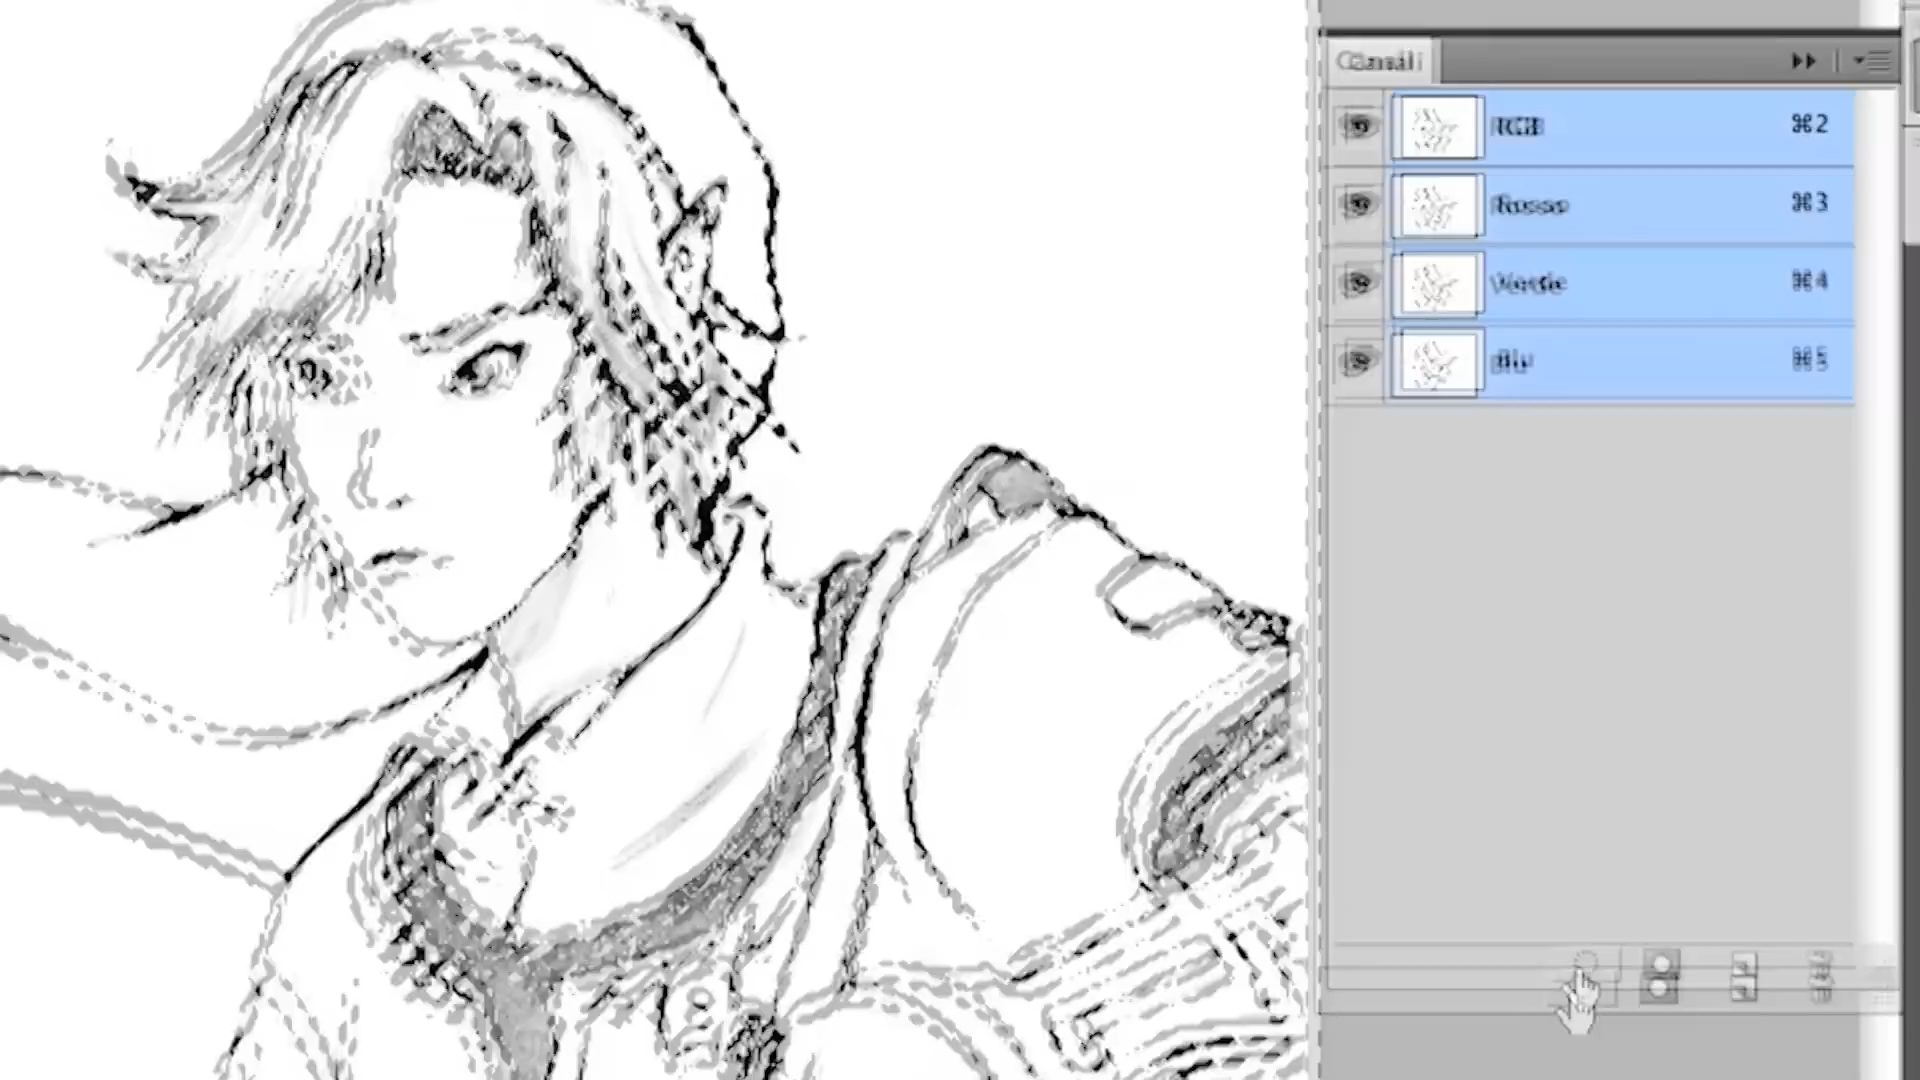 Canali
RGB ⌘2
Rosso ⌘3
Verde ⌘4
Blu ⌘5